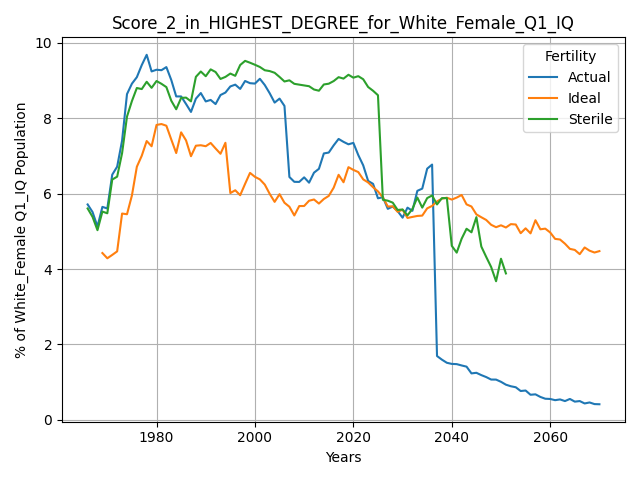 Score_2_in_HIGHEST_DEGREE_for_White_Female_Q1_IQ
% of White_Female Q1_IQ Population
10
8
6
4
2
0
Fertility
Actual
Ideal
Sterile
1980
2000
2020
2040
2060
Years